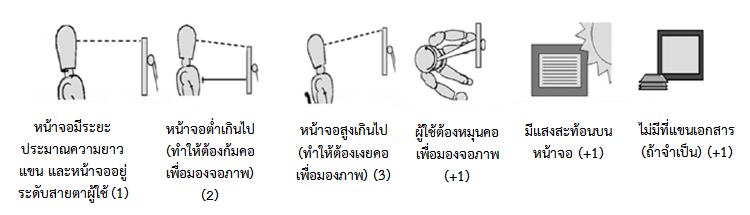 หน้าจอมีระยะ
ประมาณความยาว
แขน และหน้าจออยู่
ระดับสายตาผู้ใช้ (1)
หน้าจอต่ำเกินไป
(ทำให้ต้องก้มคอ
เพื่อมองจอภาพ)
(2)
หน้าจอสูงเกินไป
(ทำให้ต้องเงยคอ
เพื่อมองภาพ) (3)
ผู้ใช้ต้องหมุนคอ
เพื่อมองจอภาพ
(+1)
มีแสงสะท้อนบน
หน้าจอ (+1)
ไม่มีที่แขนเอกสาร
(ถ้าจำเป็น) (+1)